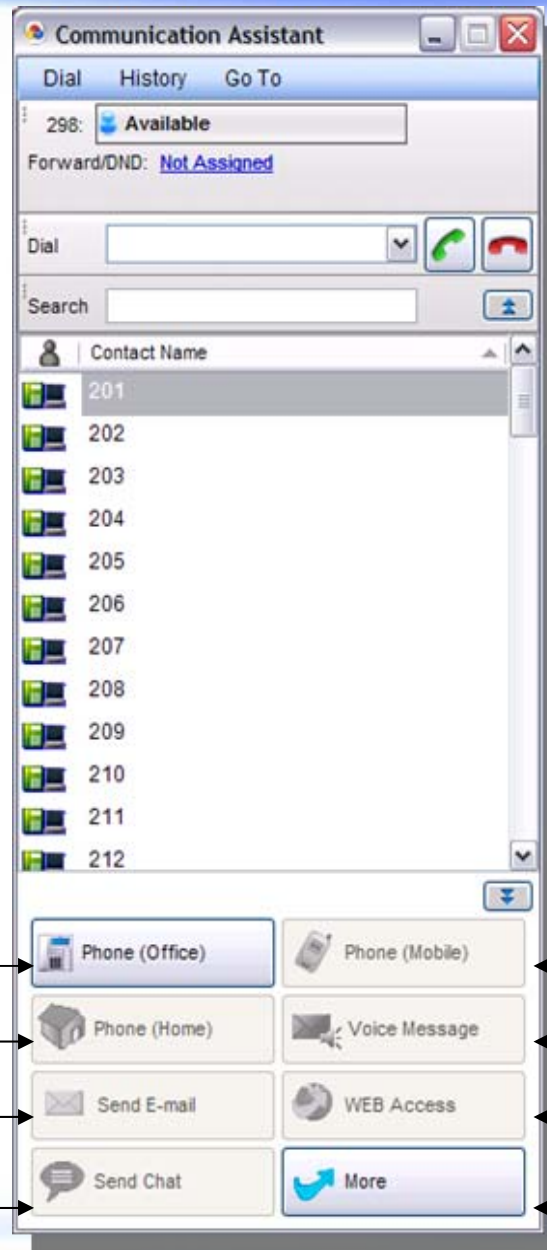 Communication Assistant
Dial History Go To
298: Available
Forward/DND: Not Assigned
Dial
Search
Contact Name
201
202
203
204
205
206
207
208
209
210
211
212
Phone (Office) Phone (Mobile)
Phone (Home) Voice Message
Send E-mail WEB Access
Send Chat More